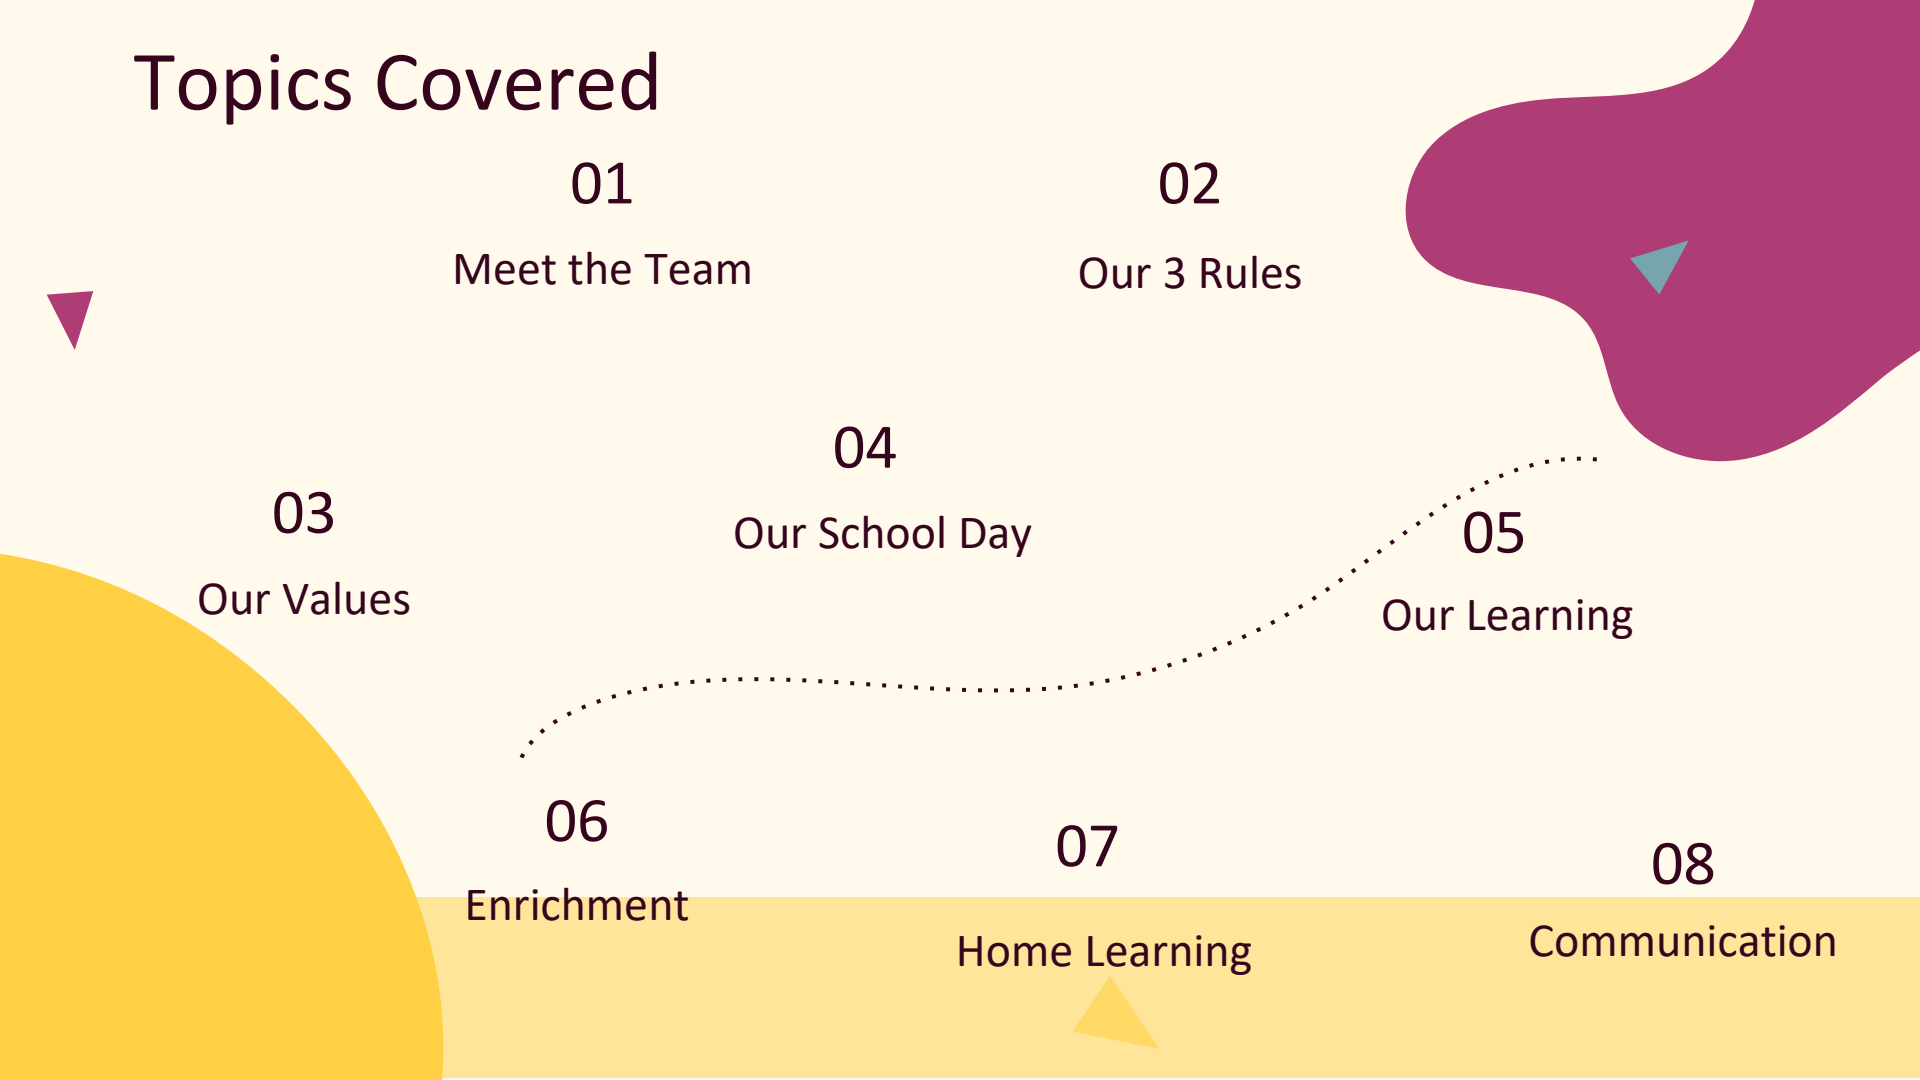 Topics Covered
01
Meet the Team
02
Our 3 Rules
03
Our Values
04
Our School Day
05
Our Learning
06
Enrichment
07
Home Learning
08
Communication